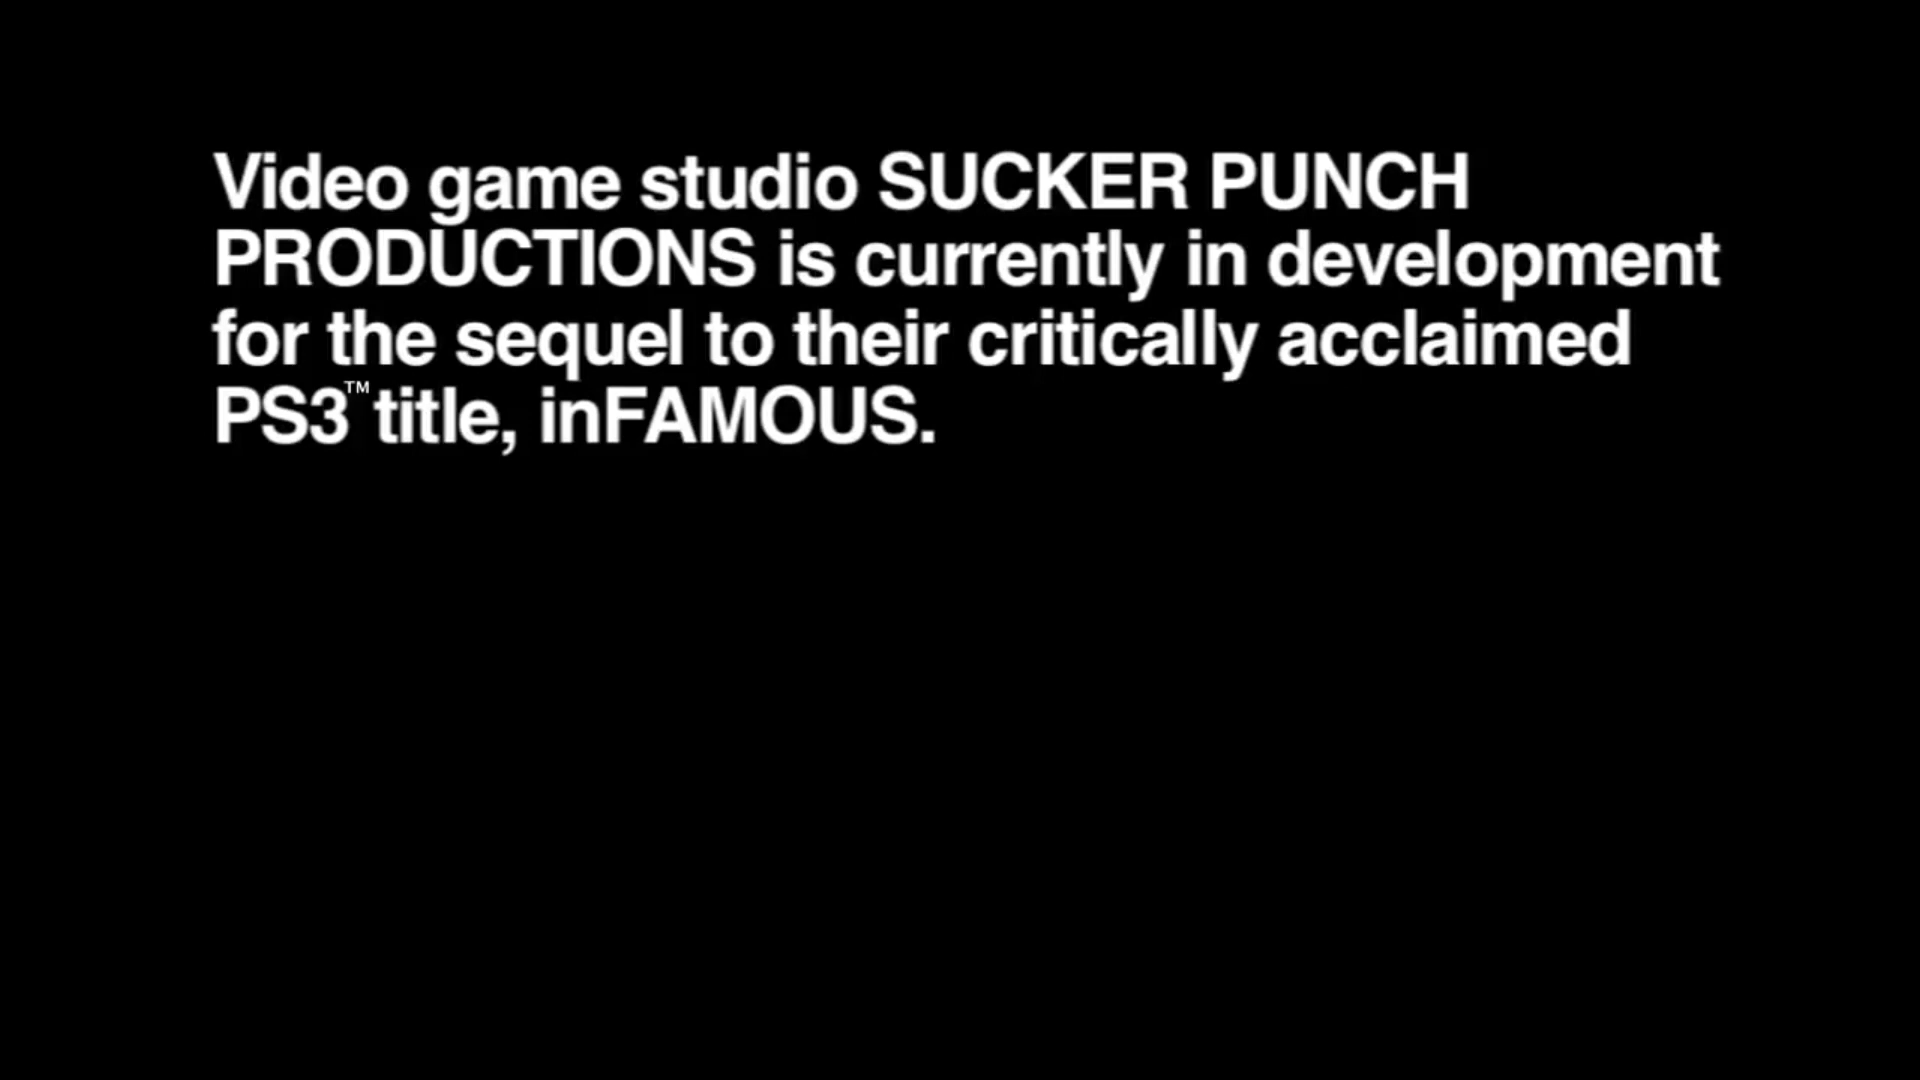 Video game studio SUCKER PUNCH
PRODUCTIONS is currently in development
for the sequel to their critically acclaimed
PS3™ title, inFAMOUS.